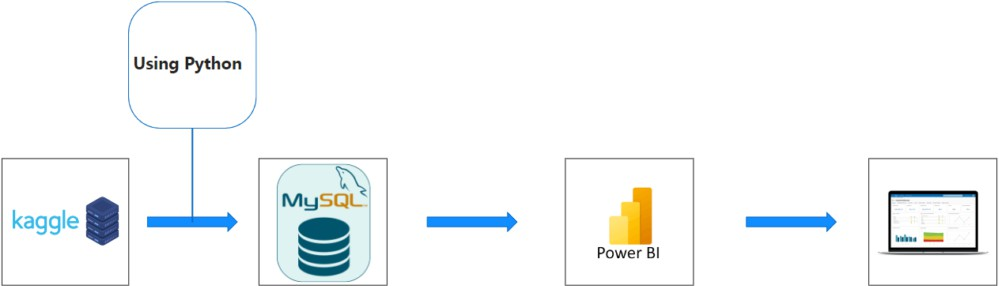 Using Python
kaggle
MySQL
Power BI